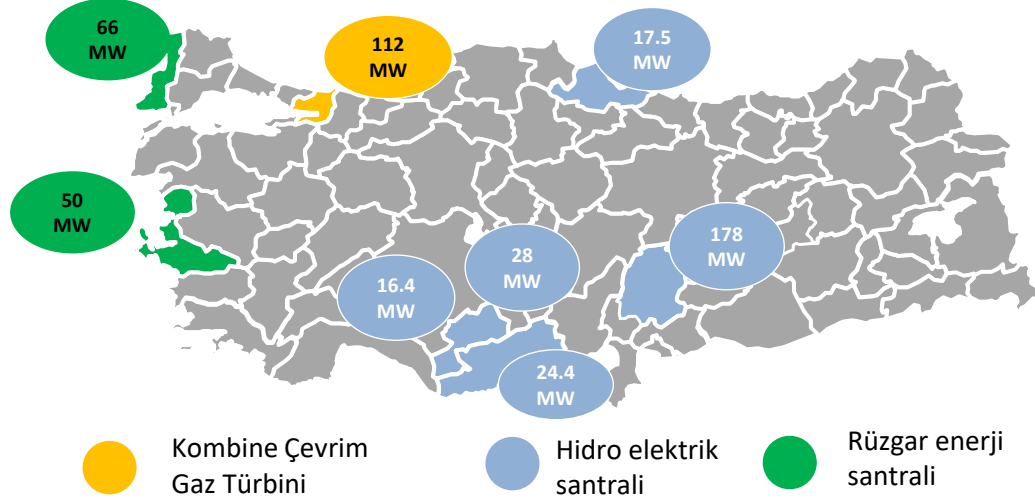 66
MW
112
MW
17.5
MW
50
MW
178
MW
28
MW
16.4
MW
24.4
MW
Kombine Çevrim
Gaz Türbini
Hidro elektrik
santrali
Rüzgar enerji
santrali